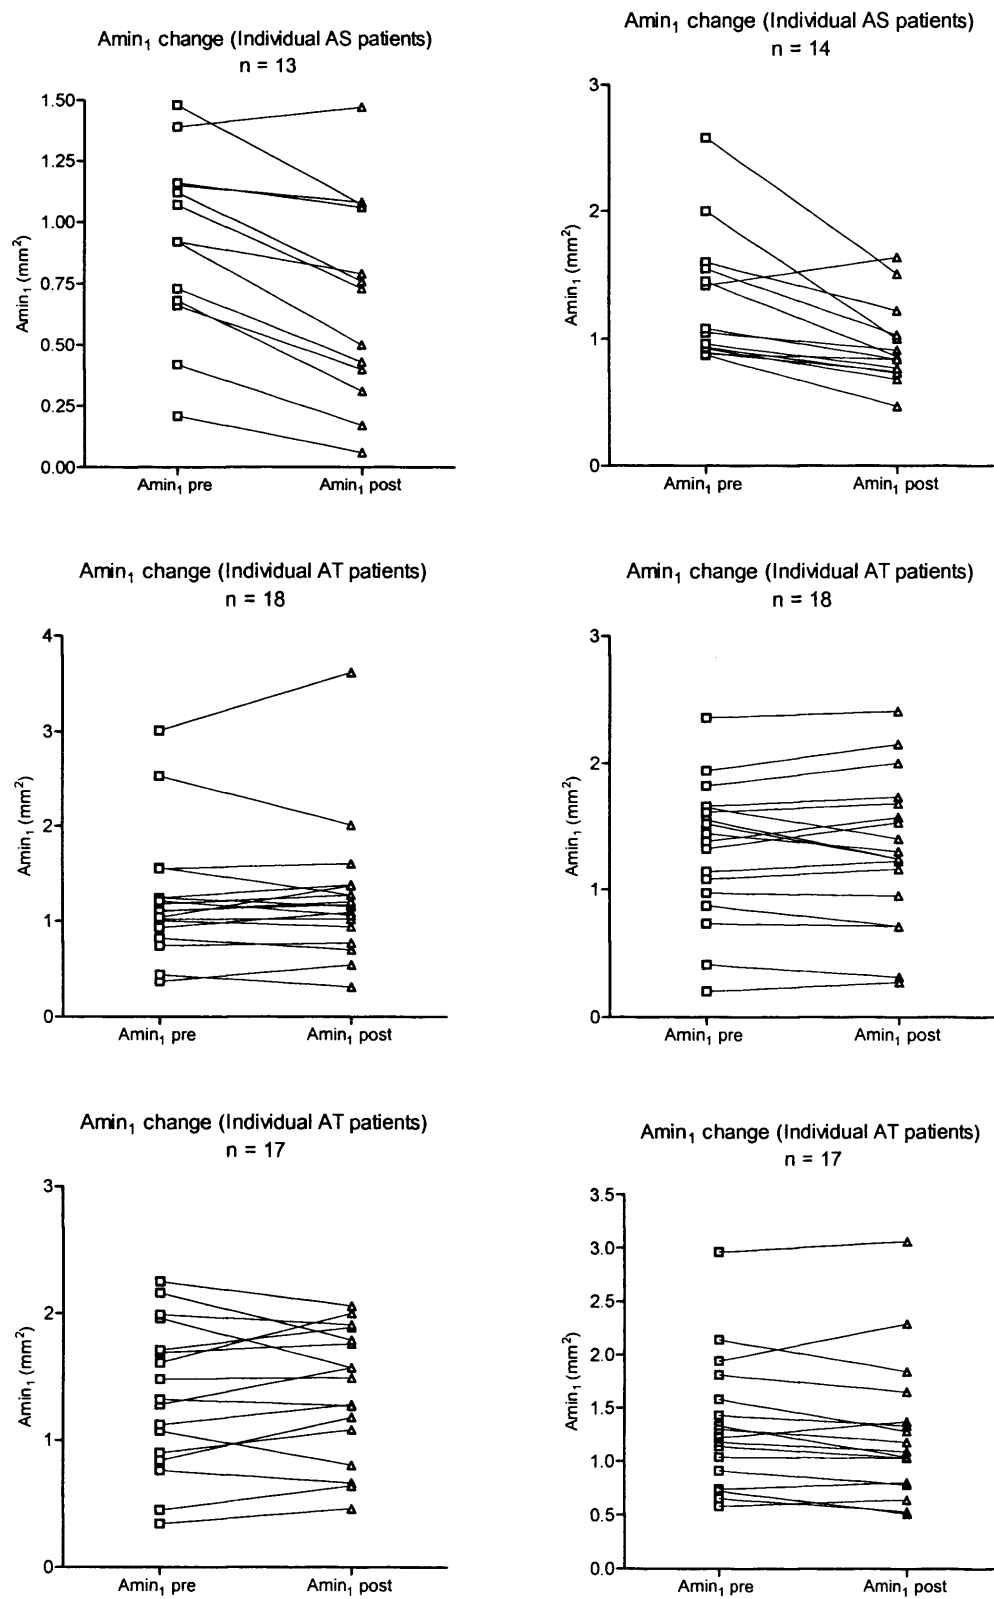 Amin₁ change (Individual AS patients)
n = 13
1.50
1.25
1.00
0.75
0.50
0.25
0.00
Amin₁ (mm²)
Amin₁ pre
Amin₁ post
Amin₁ change (Individual AS patients)
n = 14
3
2
1
0
Amin₁ (mm²)
Amin₁ pre
Amin₁ post
Amin₁ change (Individual AT patients)
n = 18
4
3
2
1
0
Amin₁ (mm²)
Amin₁ pre
Amin₁ post
Amin₁ change (Individual AT patients)
n = 18
3
2
1
0
Amin₁ (mm²)
Amin₁ pre
Amin₁ post
Amin₁ change (Individual AT patients)
n = 17
3
2
1
0
Amin₁ (mm²)
Amin₁ pre
Amin₁ post
Amin₁ change (Individual AT patients)
n = 17
3.5
3.0
2.5
2.0
1.5
1.0
0.5
0.0
Amin₁ (mm²)
Amin₁ pre
Amin₁ post